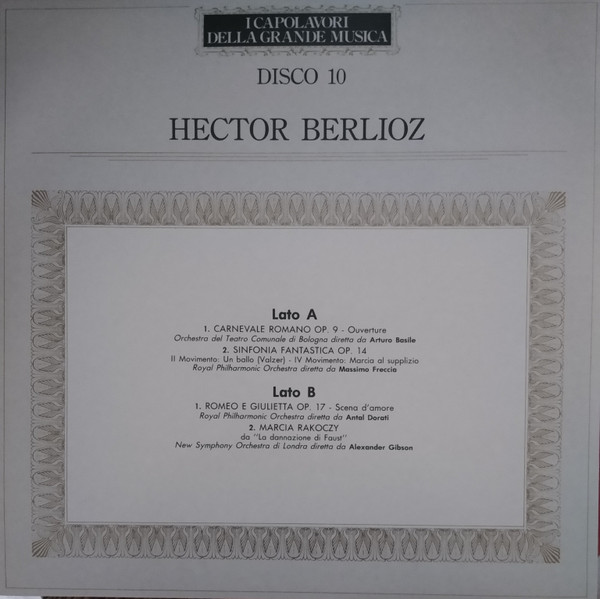 I CAPOLAVORI
DELLA GRANDE MUSICA
DISCO 10
HECTOR BERLIOZ
Lato A
1. CARNEVALE ROMANO OP. 9 - Ouverture
Orchestra del Teatro Comunale di Bologna diretta da Arturo Basile
2. SINFONIA FANTASTICA OP. 14
II Movimento: Un ballo (Valzer) - IV Movimento: Marcia al supplizio
Royal Philharmonic Orchestra diretta da Massimo Freccia
Lato B
1. ROMEO E GIULIETTA OP. 17 - Scena d'amore
Royal Philharmonic Orchestra diretta da Antal Dorati
2. MARCIA RAKOCZY
da "La dannazione di Faust"
New Symphony Orchestra di Londra diretta da Alexander Gibson